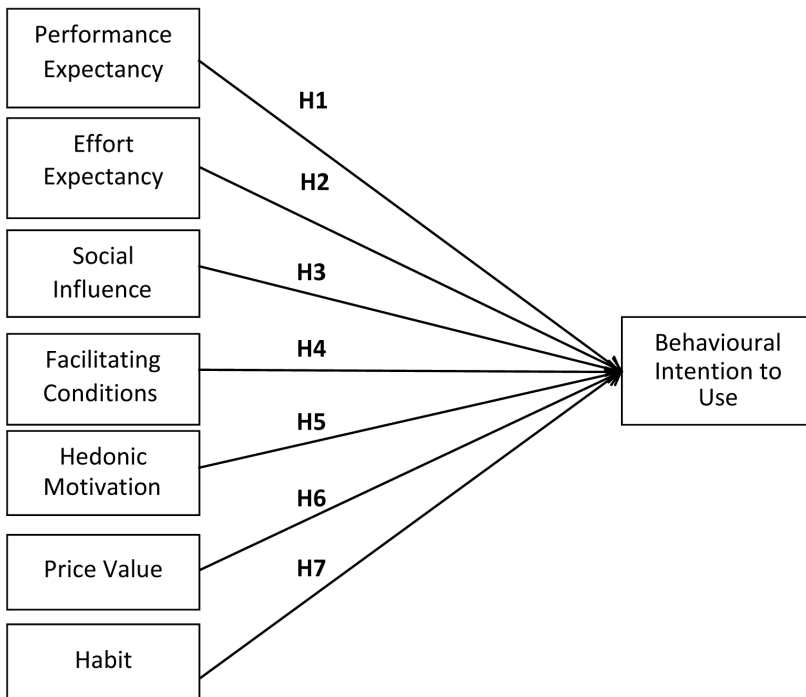 Performance
Expectancy
H1
Effort
Expectancy
H2
Social
Influence
H3
Facilitating
Conditions
H4
Behavioural
Intention to
Use
Hedonic
Motivation
H5
Price Value
H6
Habit
H7